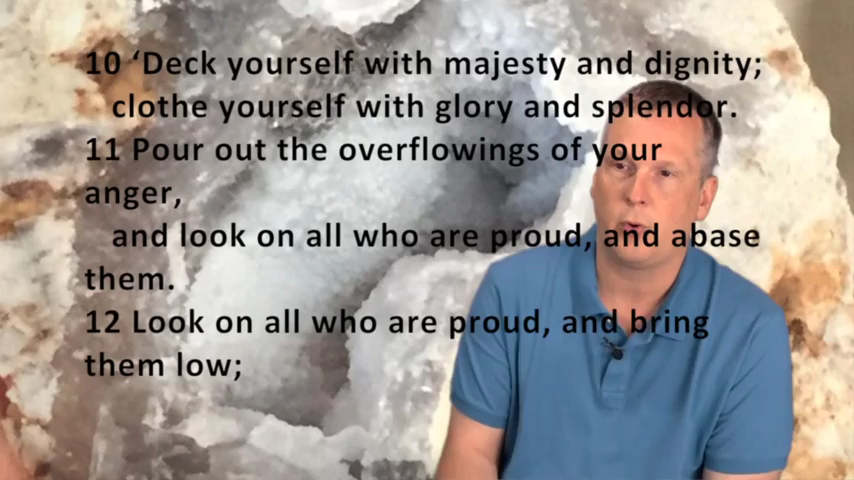 10 ‘Deck yourself with majesty and dignity;
clothe yourself with glory and splendor.
11 Pour out the overflowings of your
anger,
and look on all who are proud, and abase
them.
12 Look on all who are proud, and bring
them low;